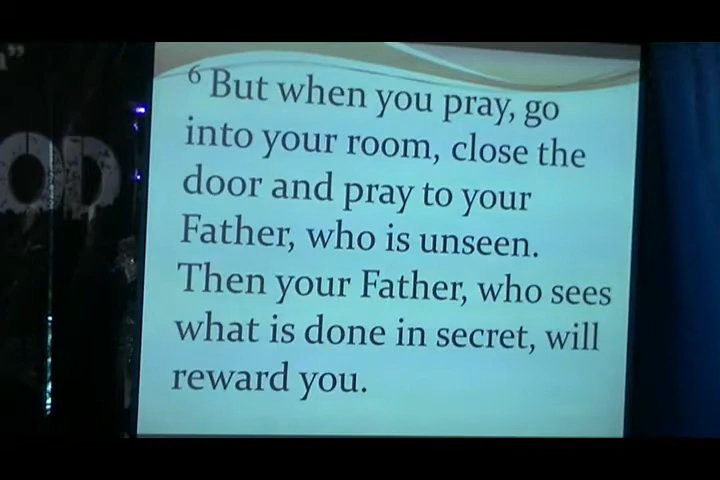 ”
OD
6 But when you pray, go
into your room, close the
door and pray to your
Father, who is unseen.
Then your Father, who sees
what is done in secret, will
reward you.